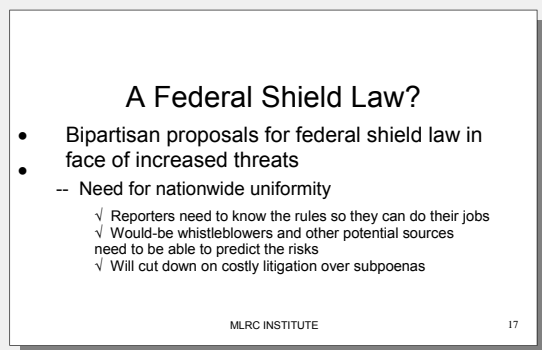 A Federal Shield Law?
• Bipartisan proposals for federal shield law in
face of increased threats
•
-- Need for nationwide uniformity
√ Reporters need to know the rules so they can do their jobs
√ Would-be whistleblowers and other potential sources
need to be able to predict the risks
√ Will cut down on costly litigation over subpoenas
MLRC INSTITUTE 17